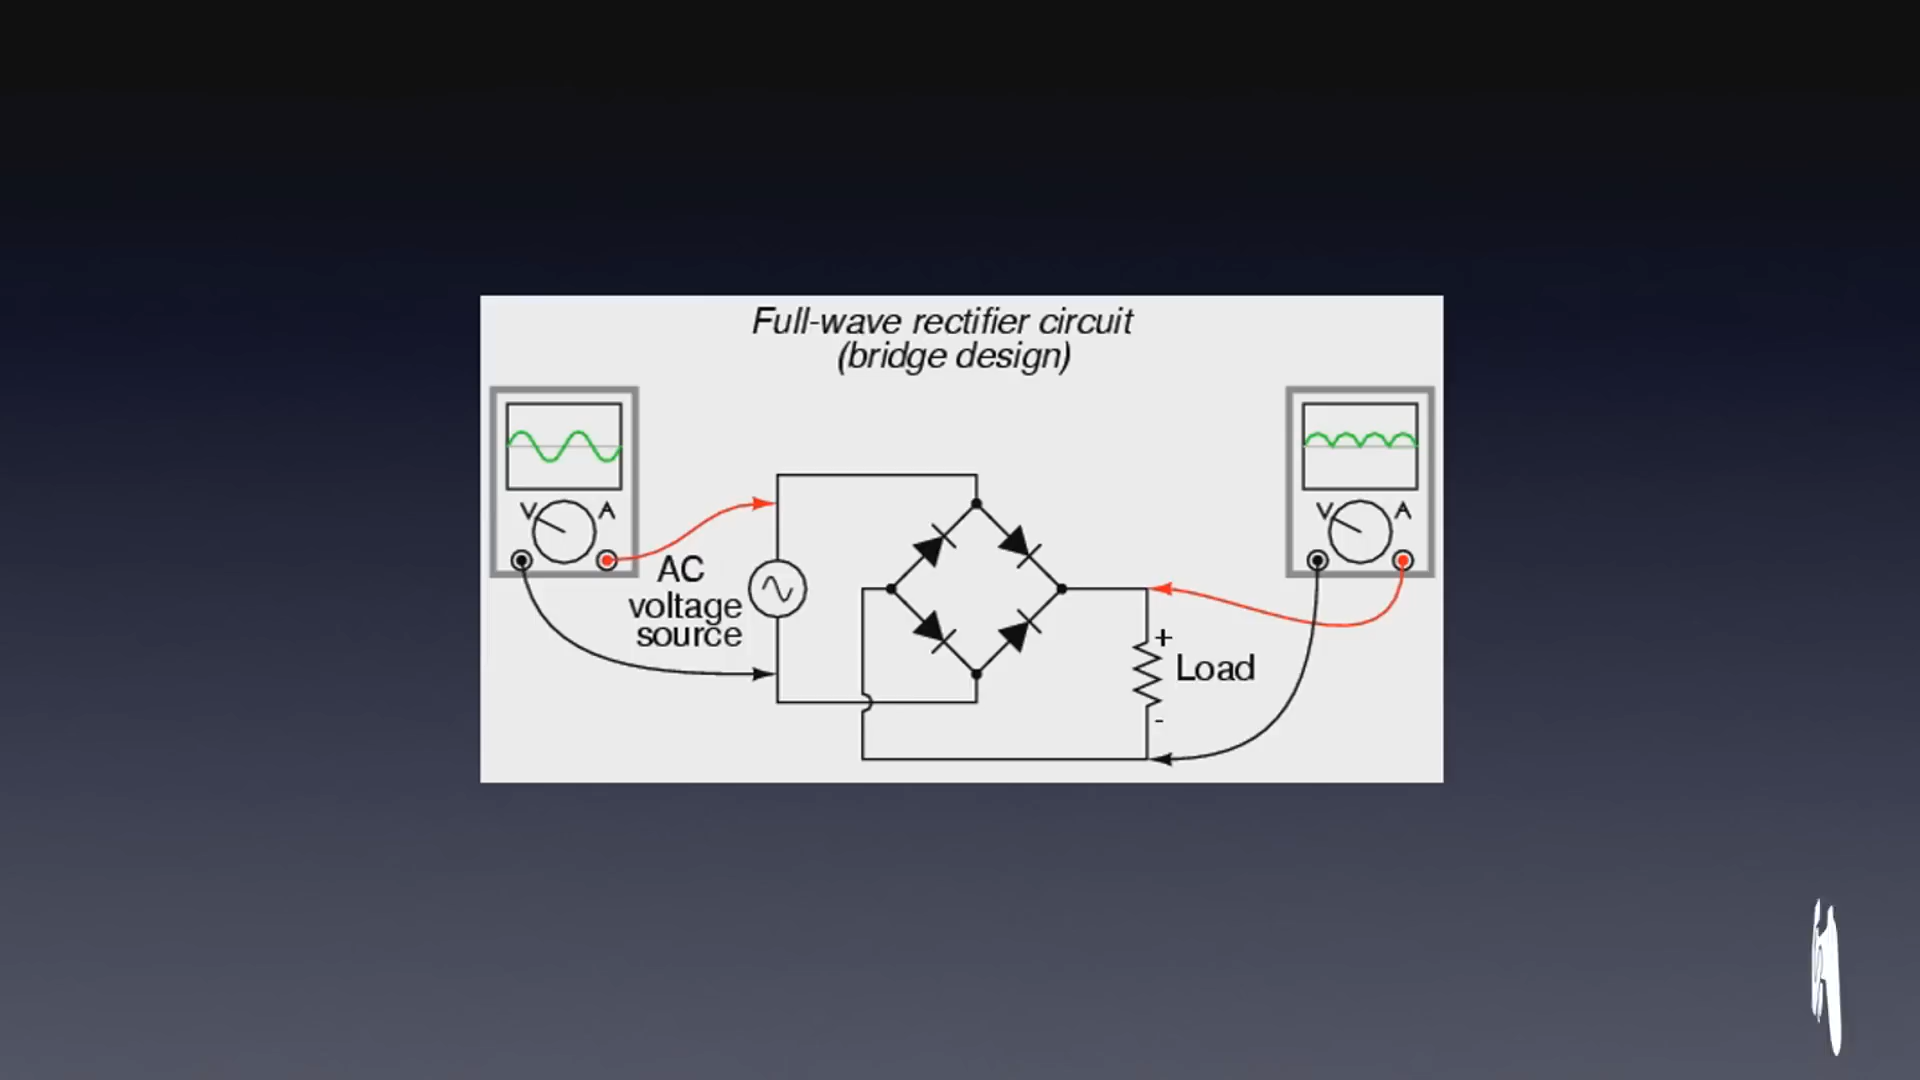 Full-wave rectifier circuit
(bridge design)
V A
V A
AC
voltage
source
+
Load
-